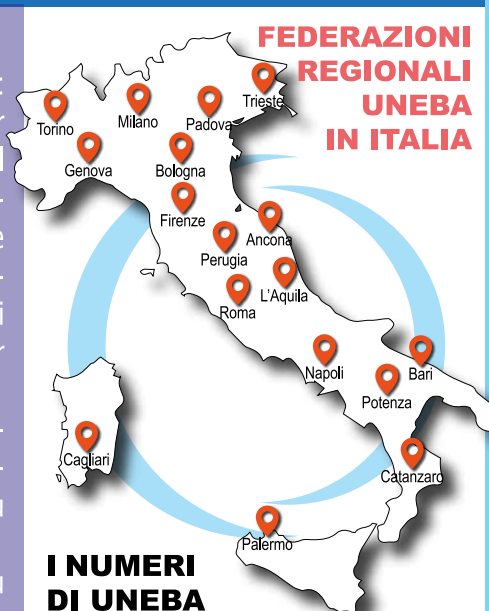 FEDERAZIONI
REGIONALI
UNEBA
IN ITALIA
Trieste
Torino
Milano
Padova
Genova
Bologna
Firenze
Ancona
Perugia
L'Aquila
Roma
Napoli
Bari
Potenza
Cagliari
Catanzaro
Palermo
I NUMERI
DI UNEBA